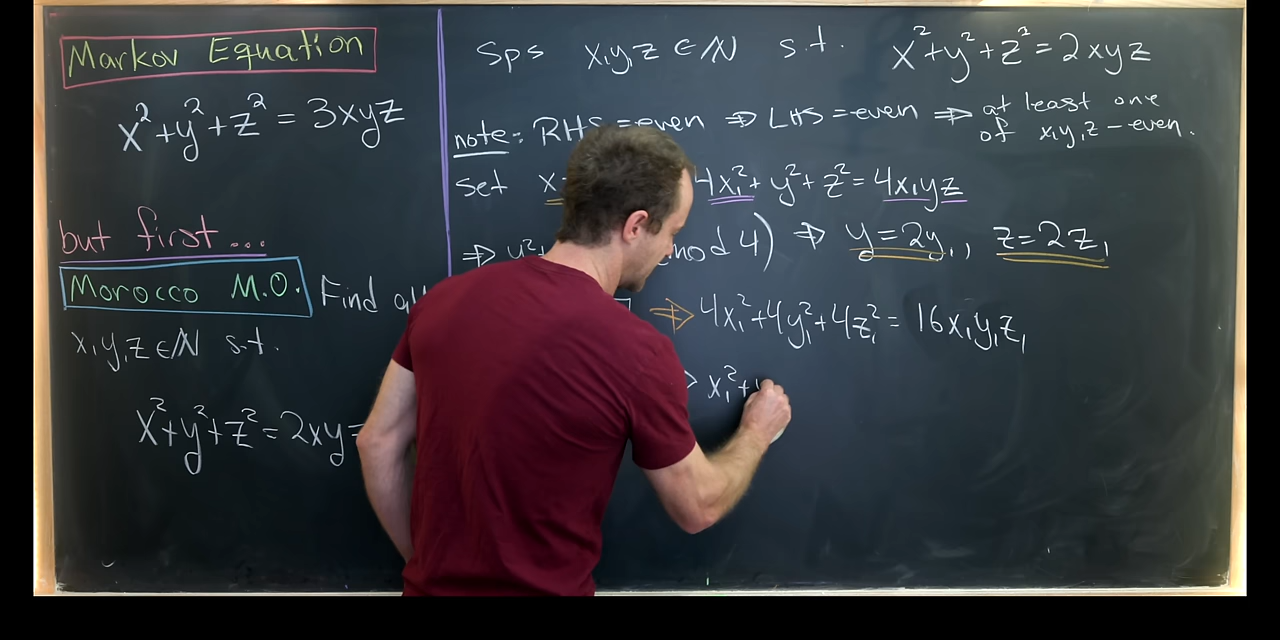 Markov Equation
x² + y² + z² = 3xyz
but first...
Morocco M.O. Find
x,y,z ∈ ℕ s.t.
x² + y² + z² = 2xy
Sps x,y,z ∈ ℕ s.t. x² + y² + z² = 2xyz
note: RHS = even ⇒ LHS = even ⇒ at least one
of x,y,z - even.
set x 4x₁² + y² + z² = 4x₁yz
⇒ y² mod 4) ⇒ y = 2y₁, z = 2z₁
⇒ 4x₁² + 4y₁² + 4z₁² = 16x₁y₁z₁
x₁² +